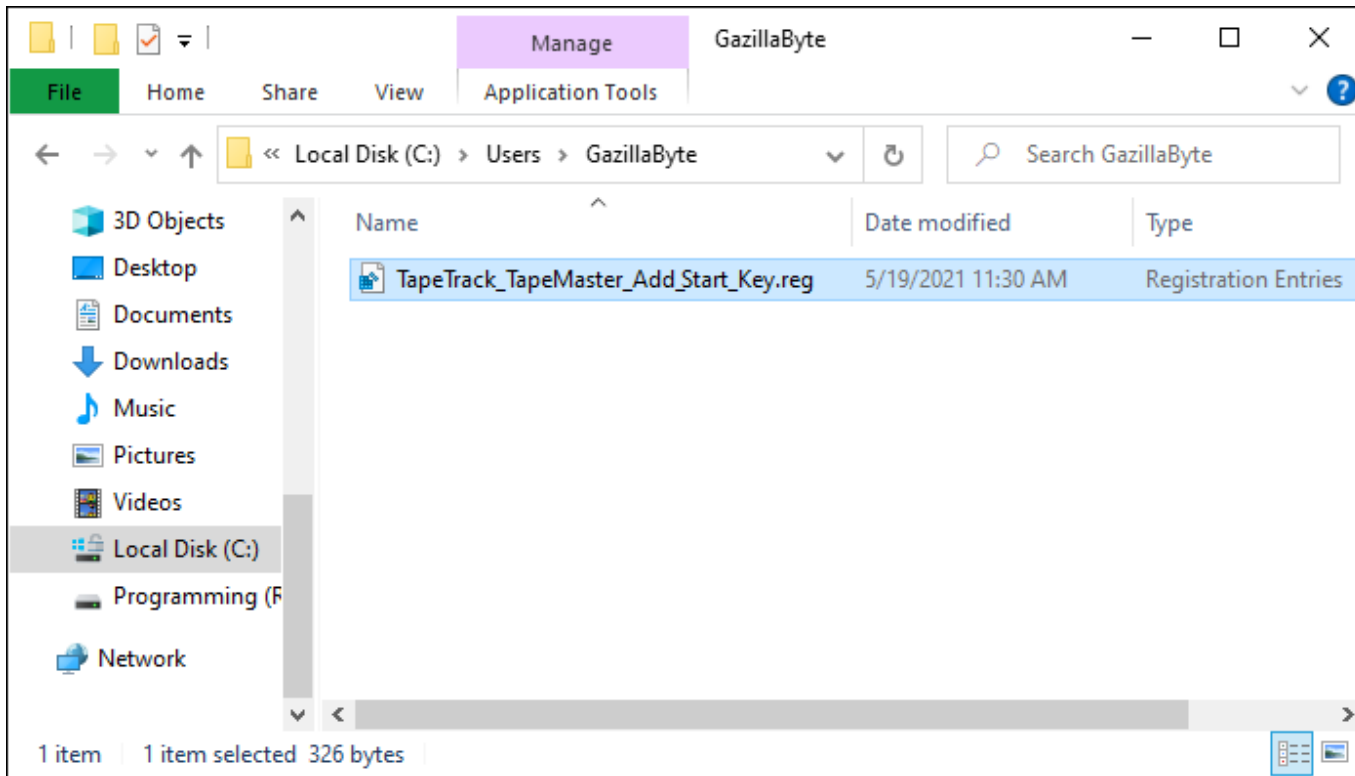 Manage GazillaByte
File Home Share View Application Tools
« Local Disk (C:) > Users > GazillaByte Search GazillaByte
Name Date modified Type
TapeTrack_TapeMaster_Add_Start_Key.reg 5/19/2021 11:30 AM Registration Entries
3D Objects
Desktop
Documents
Downloads
Music
Pictures
Videos
Local Disk (C:)
Programming (R
Network
1 item 1 item selected 326 bytes